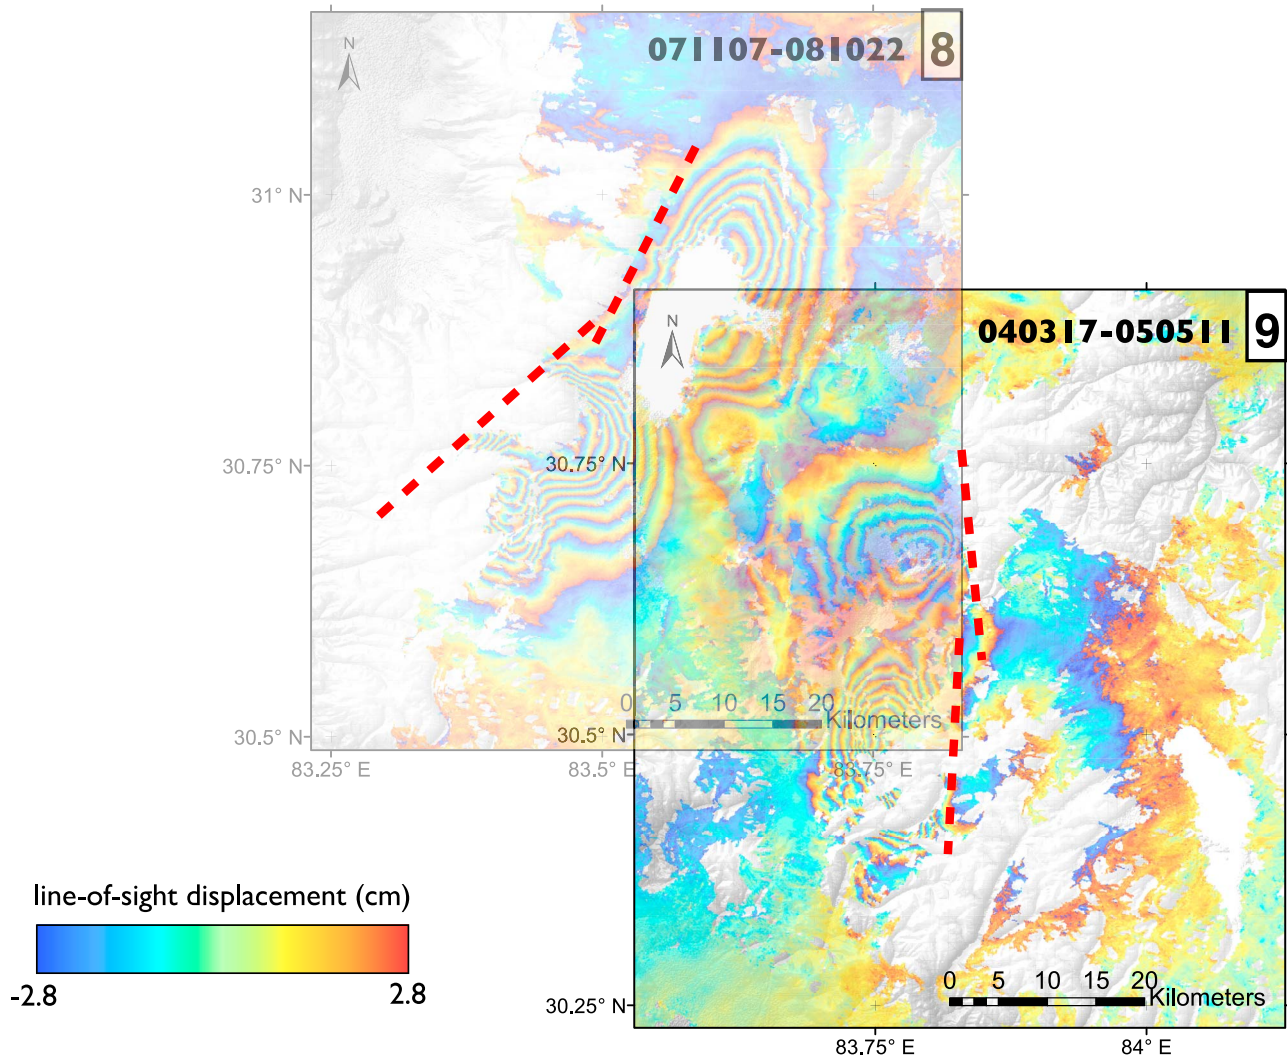 N
071107-081022 8
31° N
N
040317-050511 9
30.75° N
30.75° N
0 5 10 15 20
Kilometers
30.5° N
30.5° N
83.25° E 83.5° E 83.75° E
line-of-sight displacement (cm)
-2.8 2.8
0 5 10 15 20
Kilometers
30.25° N
83.75° E 84° E